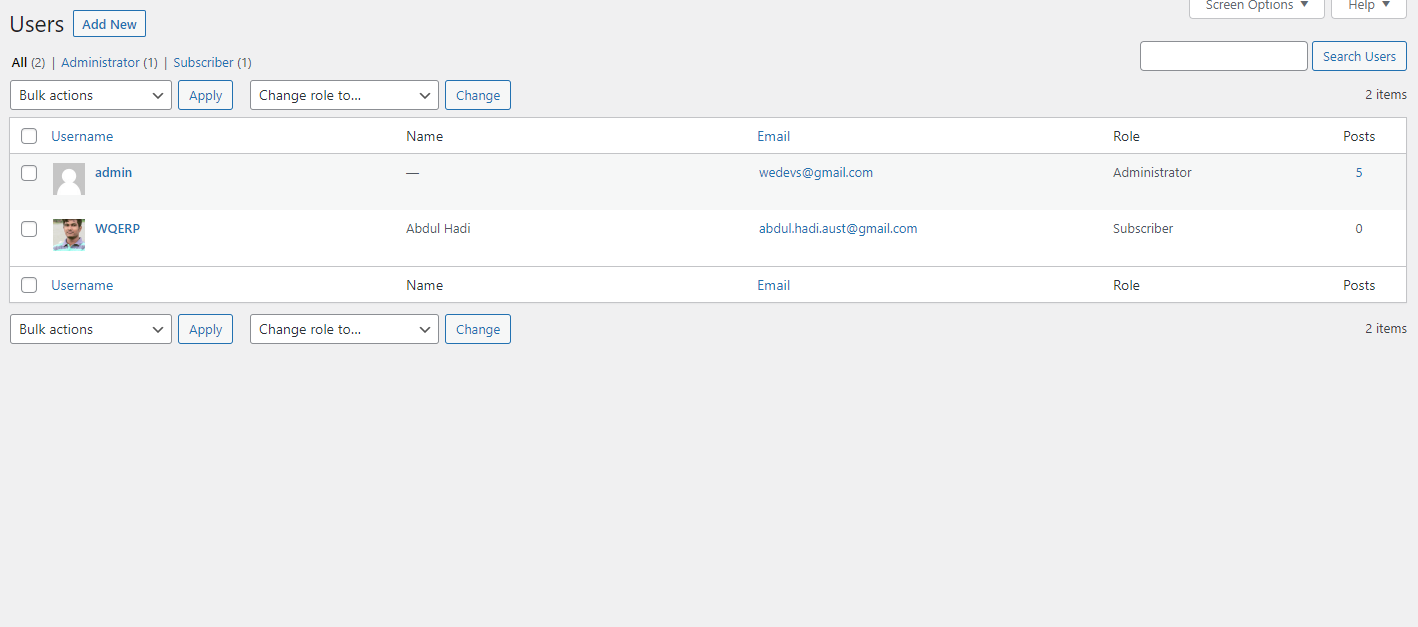 Users Add New
Screen Options Help
All (2) | Administrator (1) | Subscriber (1)
Search Users
Bulk actions Apply Change role to... Change 2 items
Username Name Email Role Posts
admin — wedevs@gmail.com Administrator 5
WQERP Abdul Hadi abdul.hadi.aust@gmail.com Subscriber 0
Username Name Email Role Posts
Bulk actions Apply Change role to... Change 2 items